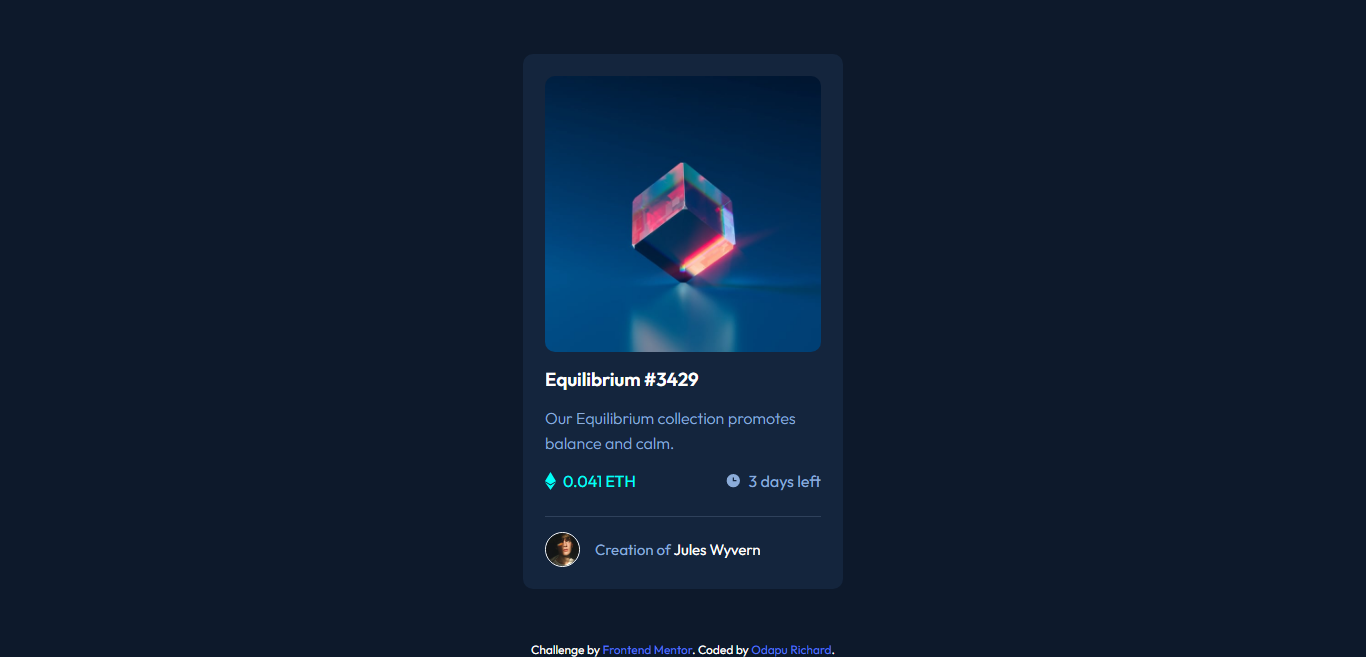 Equilibrium #3429
Our Equilibrium collection promotes
balance and calm.
0.041 ETH 3 days left
Creation of Jules Wyvern
Challenge by Frontend Mentor. Coded by Odapu Richard.